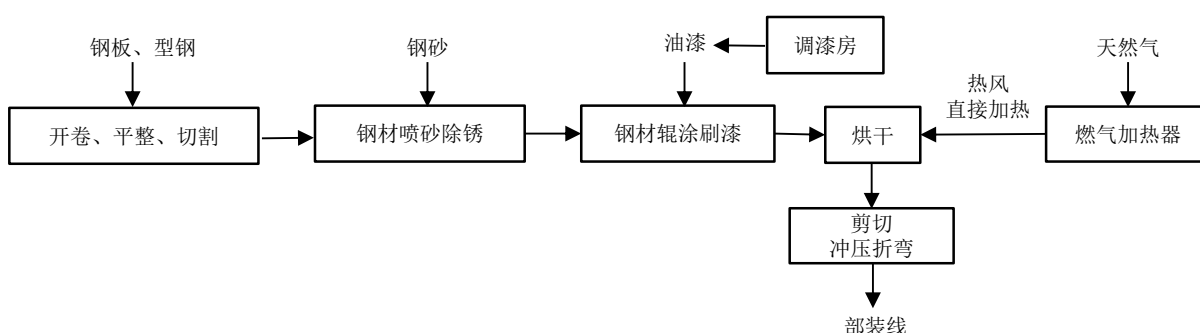 钢板、型钢
钢砂
油漆
调漆房
天然气
热风
直接加热
开卷、平整、切割
钢材喷砂除锈
钢材辊涂刷漆
烘干
燃气加热器
剪切
冲压折弯
部装线